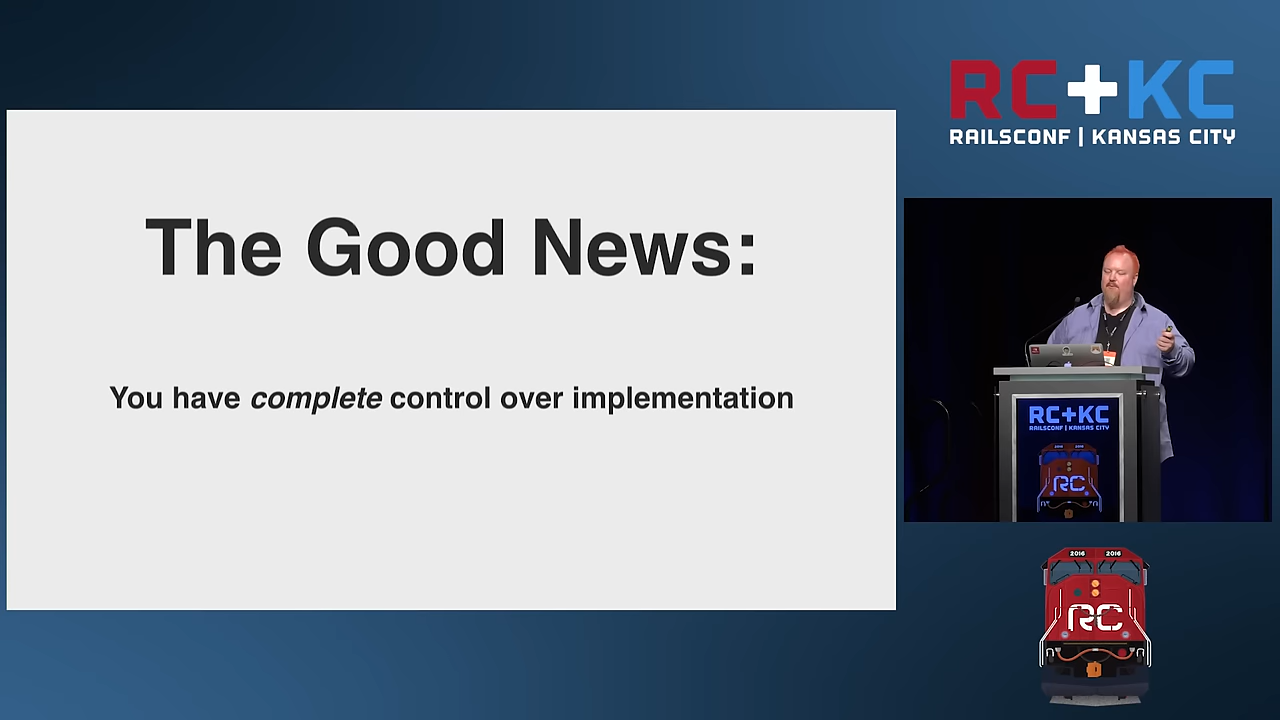 The Good News:
You have complete control over implementation
RC+KC
RAILSCONF | KANSAS CITY
RC+KC
RAILSCONF | KANSAS CITY
RC
2016 2016
RC